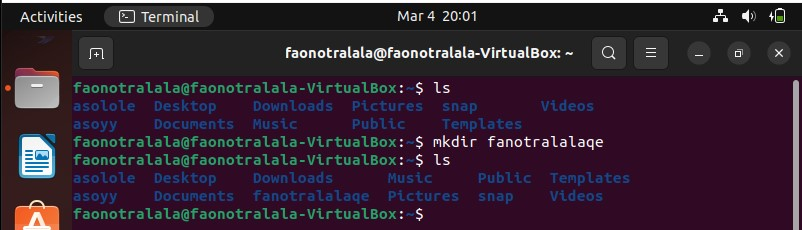 Activities Terminal Mar 4 20:01
faonotralala@faonotralala-VirtualBox: ~
faonotralala@faonotralala-VirtualBox:~$ ls
asolole Desktop Downloads Pictures snap Videos
asoyy Documents Music Public Templates
faonotralala@faonotralala-VirtualBox:~$ mkdir fanotralalaqe
faonotralala@faonotralala-VirtualBox:~$ ls
asolole Desktop Downloads Music Public Templates
asoyy Documents fanotralalaqe Pictures snap Videos
faonotralala@faonotralala-VirtualBox:~$